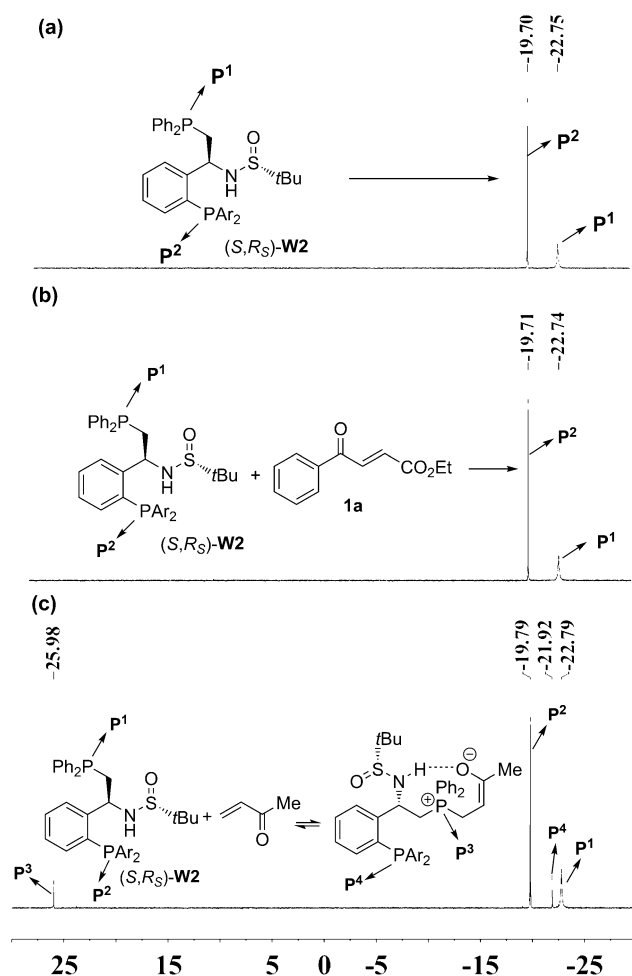 (a)
-19.70
-22.75
P1
Ph2P
O
S
N
H
tBu
PAr2
P2
(S,RS)-W2
P2
P1
(b)
-19.71
-22.74
P1
Ph2P
O
S
N
H
tBu
PAr2
P2
(S,RS)-W2
+
O
CO2Et
1a
P2
P1
(c)
-25.98
-19.79
-21.92
-22.79
P1
Ph2P
O
S
N
H
tBu
PAr2
P2
(S,RS)-W2
P3
+
Me
O
tBu
S
O
N
H
O
⊖
Me
Ph2
P
⊕
P3
PAr2
P4
P2
P4
P1
25 15 5 0 -5 -15 -25